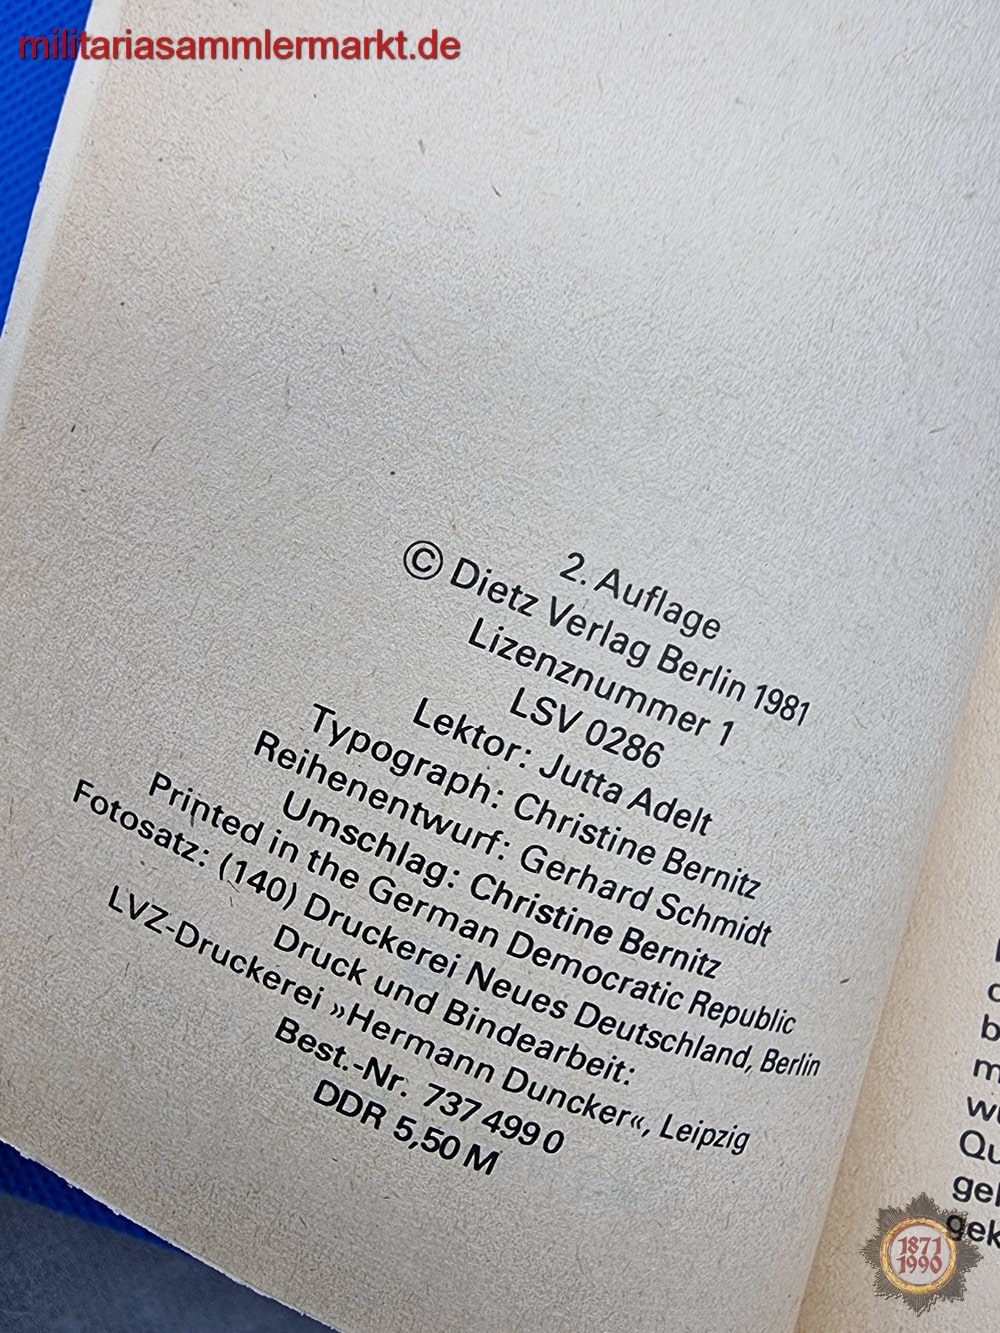 militariasammlermarkt.de
2. Auflage
© Dietz Verlag Berlin 1981
Lizenznummer 1
LSV 0286
Lektor: Jutta Adelt
Typograph: Christine Bernitz
Reihenentwurf: Gerhard Schmidt
Umschlag: Christine Bernitz
Printed in the German Democratic Republic
Fotosatz: (140) Druckerei Neues Deutschland, Berlin
Druck und Bindearbeit:
LVZ-Druckerei »Hermann Duncker«, Leipzig
Best.-Nr. 737 499 0
DDR 5,50 M
1871
1990